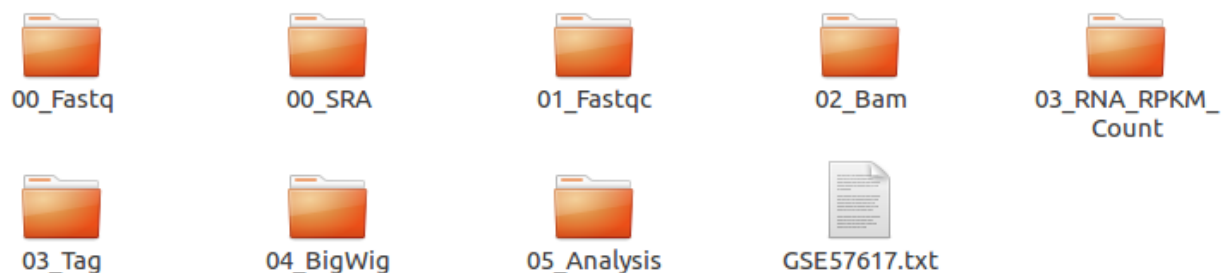 00_Fastq
00_SRA
01_Fastqc
02_Bam
03_RNA_RPKM_
Count
03_Tag
04_BigWig
05_Analysis
GSE57617.txt